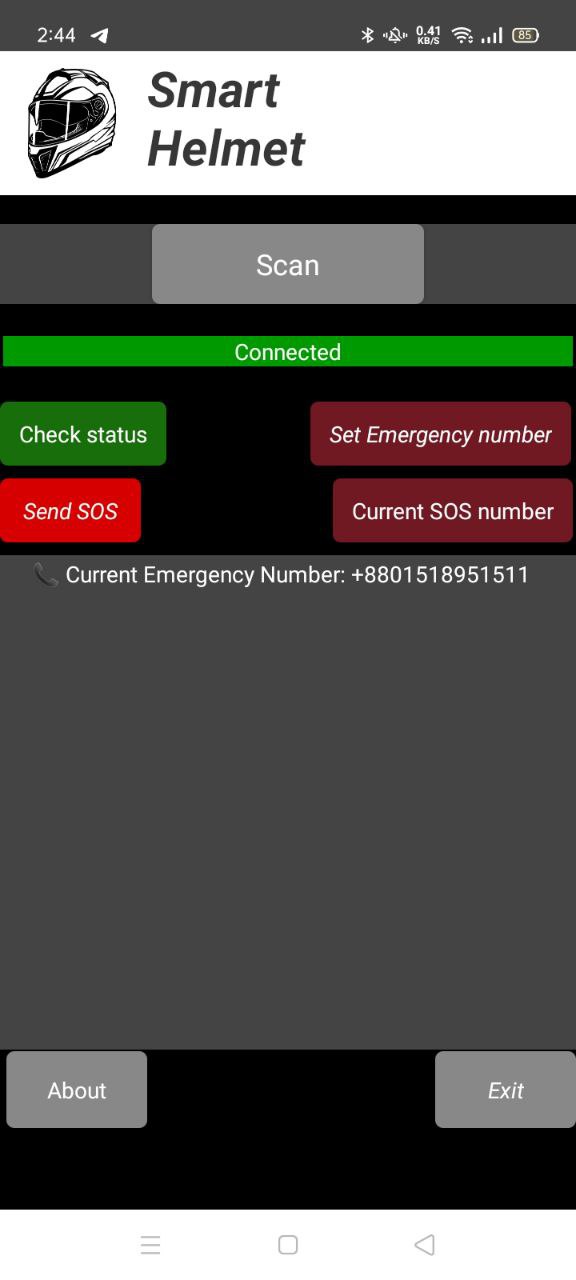 2:44
0.41
KB/S
85
Smart
Helmet
Scan
Connected
Check status
Set Emergency number
Send SOS
Current SOS number
📞 Current Emergency Number: +8801518951511
About
Exit